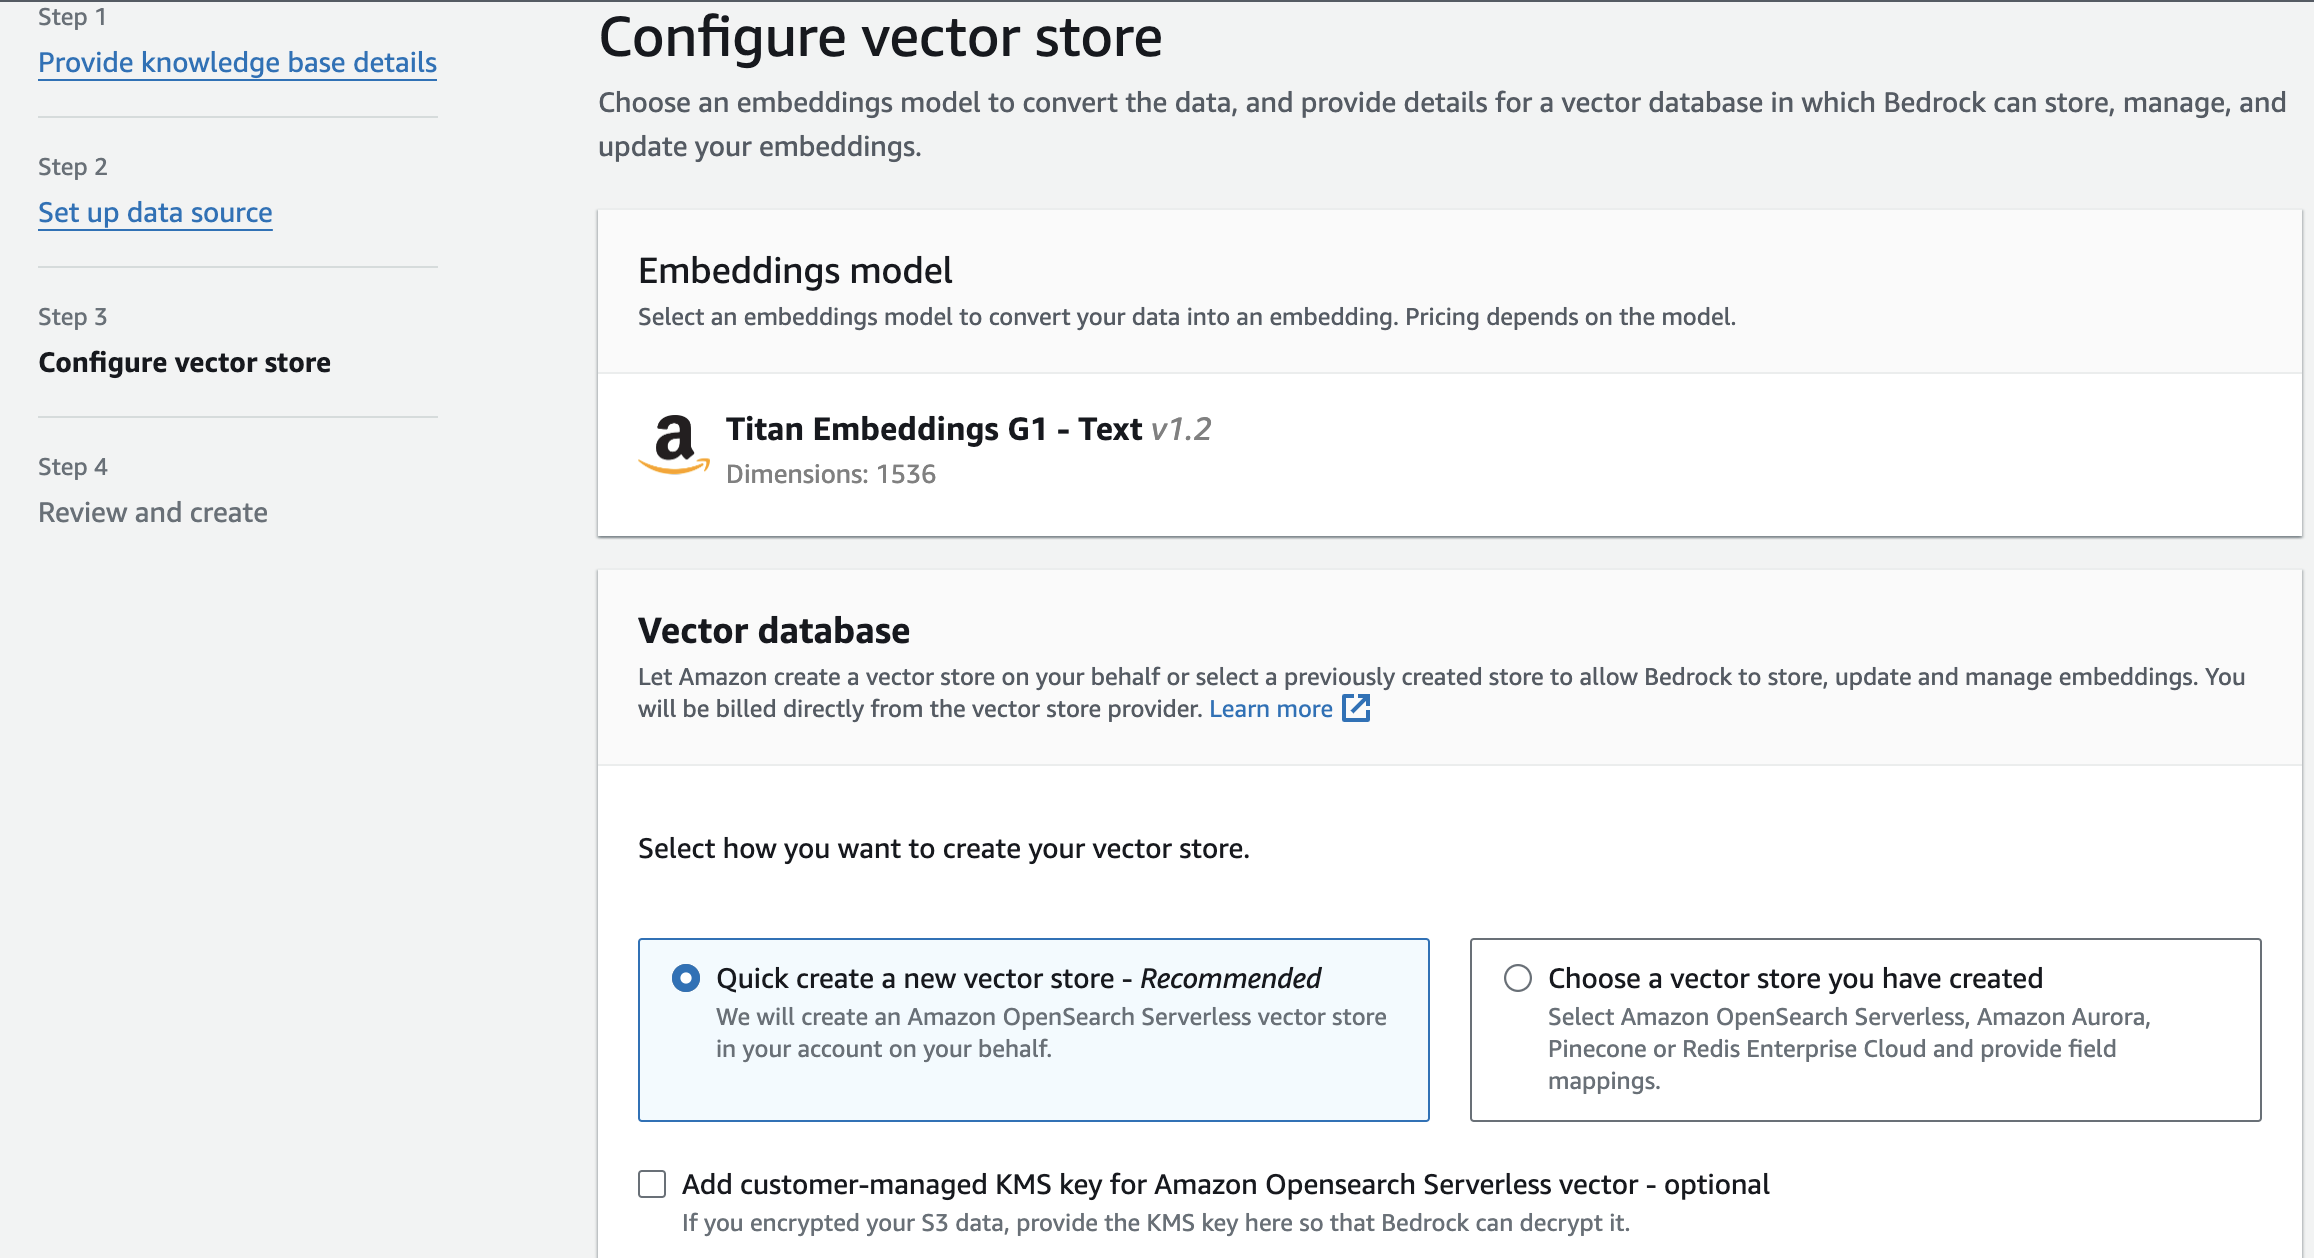 Step 1
Provide knowledge base details
Step 2
Set up data source
Step 3
Configure vector store
Step 4
Review and create
Configure vector store
Choose an embeddings model to convert the data, and provide details for a vector database in which Bedrock can store, manage, and
update your embeddings.
Embeddings model
Select an embeddings model to convert your data into an embedding. Pricing depends on the model.
a
Titan Embeddings G1 - Text v1.2
Dimensions: 1536
Vector database
Let Amazon create a vector store on your behalf or select a previously created store to allow Bedrock to store, update and manage embeddings. You
will be billed directly from the vector store provider. Learn more
Select how you want to create your vector store.
Quick create a new vector store - Recommended
We will create an Amazon OpenSearch Serverless vector store
in your account on your behalf.
Choose a vector store you have created
Select Amazon OpenSearch Serverless, Amazon Aurora,
Pinecone or Redis Enterprise Cloud and provide field
mappings.
Add customer-managed KMS key for Amazon Opensearch Serverless vector - optional
If you encrypted your S3 data, provide the KMS key here so that Bedrock can decrypt it.